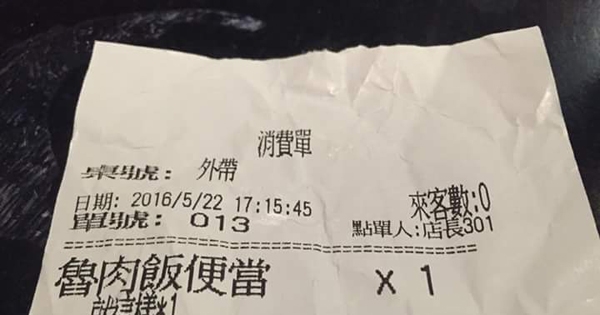 消費單
桌號: 外帶
日期: 2016/5/22 17:15:45 來客數:0
單號: 013 點單人:店長301
魯肉飯便當 X 1